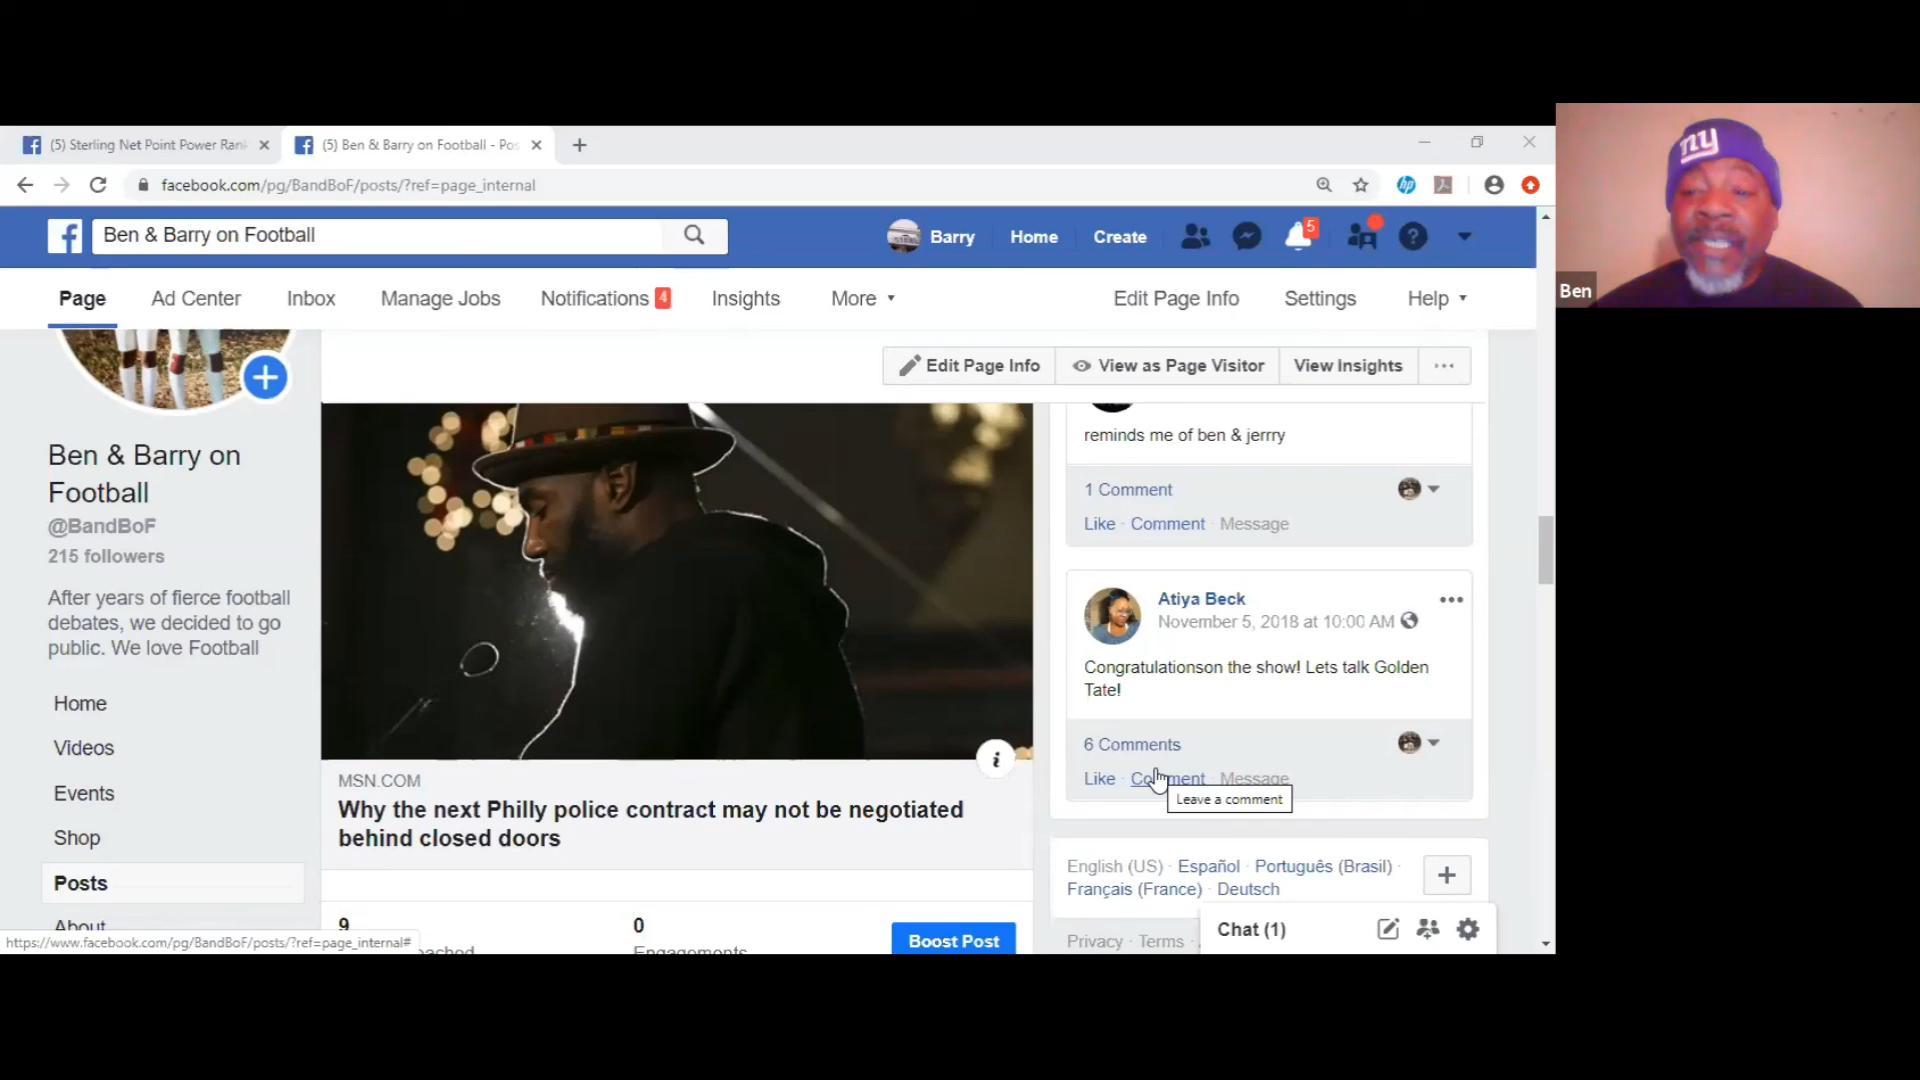 (5) Sterling Net Point Power Rank
(5) Ben & Barry on Football - Pos
facebook.com/pg/BandBoF/posts/?ref=page_internal
hp
ny
Ben
Ben & Barry on Football
Barry
Home
Create
5
Page
Ad Center
Inbox
Manage Jobs
Notifications 4
Insights
More
Edit Page Info
Settings
Help
Edit Page Info
View as Page Visitor
View Insights
Ben & Barry on
Football
@BandBoF
215 followers
After years of fierce football
debates, we decided to go
public. We love Football
Home
Videos
Events
Shop
Posts
About
https://www.facebook.com/pg/BandBoF/posts/?ref=page_internal#
MSN.COM
Why the next Philly police contract may not be negotiated
behind closed doors
9
0
Engagements
Boost Post
reminds me of ben & jerrry
1 Comment
Like · Comment · Message
Atiya Beck
November 5, 2018 at 10:00 AM
Congratulationson the show! Lets talk Golden
Tate!
6 Comments
Like · Comment · Message
Leave a comment
English (US) · Español · Português (Brasil) ·
Français (France) · Deutsch
Privacy · Terms ·
Chat (1)